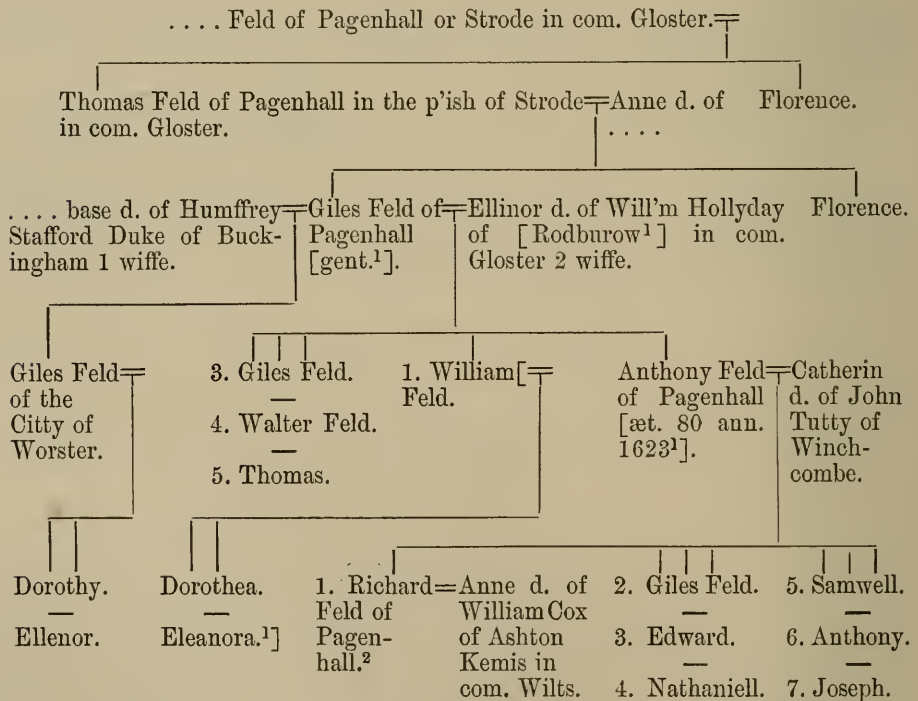 . . . . Feld of Pagenhall or Strode in com. Gloster.
Thomas Feld of Pagenhall in the p'ish of Strode
in com. Gloster.
Anne d. of
. . . .
Florence.
. . . . base d. of Humffrey
Stafford Duke of Buck-
ingham 1 wiffe.
Giles Feld of
Pagenhall
[gent.¹].
Ellinor d. of Will'm Hollyday
of [Rodburow¹] in com.
Gloster 2 wiffe.
Florence.
Giles Feld
of the
Citty of
Worster.
3. Giles Feld.
—
4. Walter Feld.
—
5. Thomas.
1. William[
Feld.
Anthony Feld
of Pagenhall
[æt. 80 ann.
1623¹].
Catherin
d. of John
Tutty of
Winch-
combe.
Dorothy.
—
Ellenor.
Dorothea.
—
Eleanora.¹]
1. Richard
Feld of
Pagen-
hall.²
Anne d. of
William Cox
of Ashton
Kemis in
com. Wilts.
2. Giles Feld.
—
3. Edward.
—
4. Nathaniell.
5. Samwell.
—
6. Anthony.
—
7. Joseph.